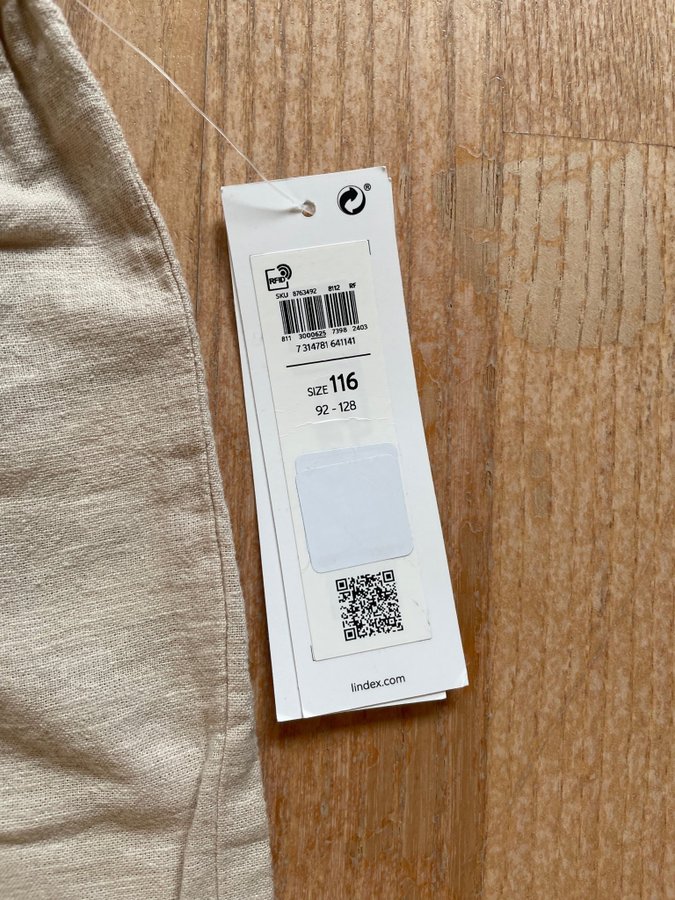 ®
RFID
SKU 8763492 8112 RF
811 3000625 7398 2403
7 314781 641141
SIZE 116
92 - 128
lindex.com